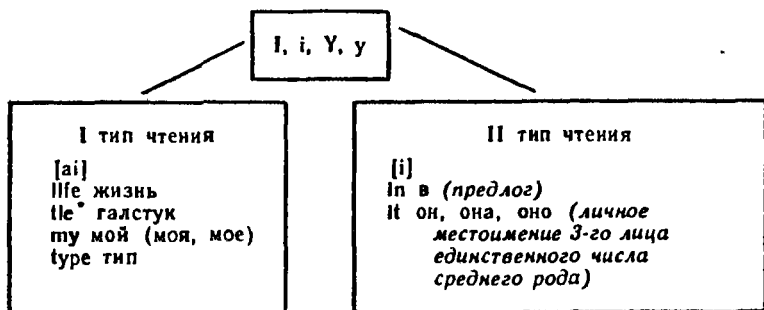 I, i, Y, y
I тип чтения
[ai]
life жизнь
tie* галстук
my мой (моя, мое)
type тип
II тип чтения
[i]
in в (предлог)
it он, она, оно (личное
местоимение 3-го лица
единственного числа
среднего рода)